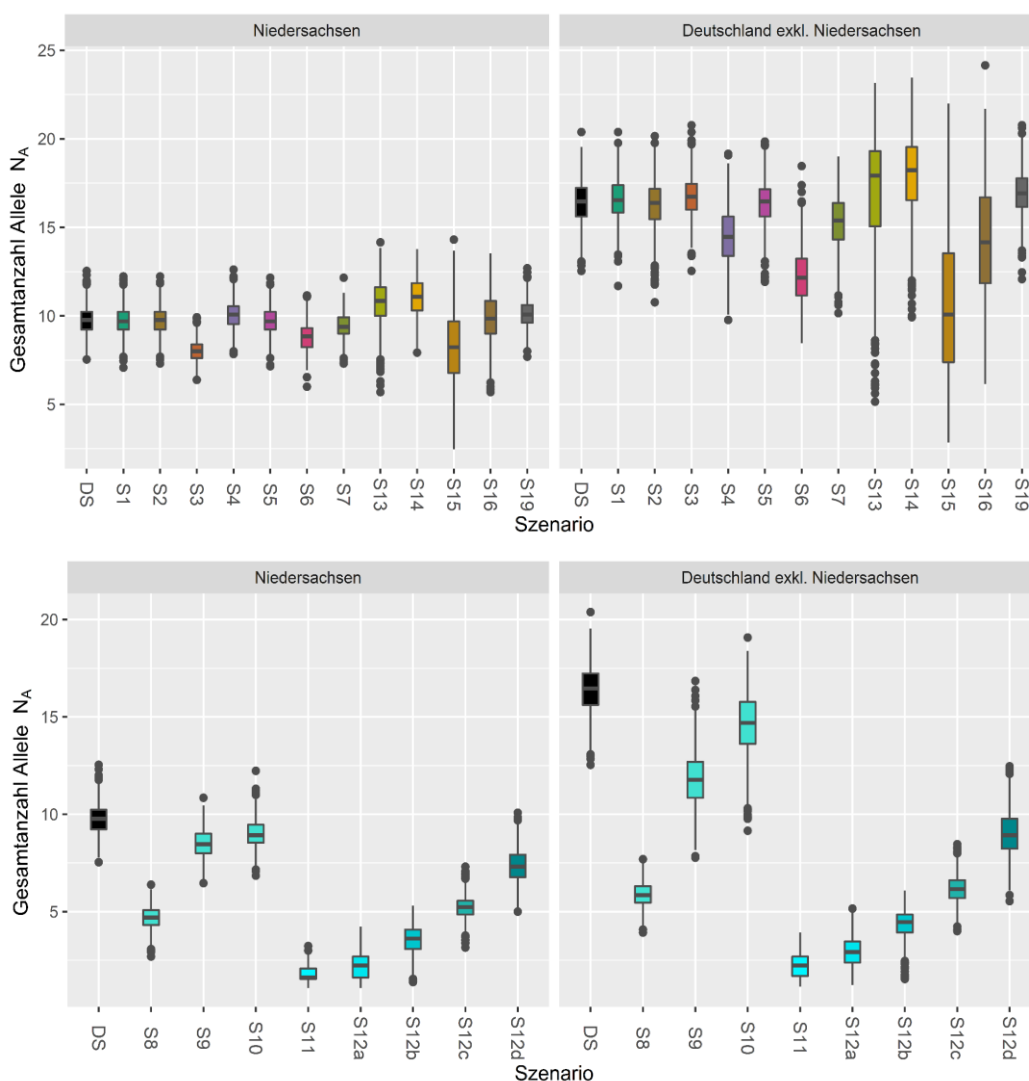 Niedersachsen
Deutschland exkl. Niedersachsen
Gesamtanzahl Allele N_A
25
20
15
10
5
DS S1 S2 S3 S4 S5 S6 S7 S13 S14 S15 S16 S19
DS S1 S2 S3 S4 S5 S6 S7 S13 S14 S15 S16 S19
Szenario
Niedersachsen
Deutschland exkl. Niedersachsen
Gesamtanzahl Allele N_A
20
15
10
5
DS S8 S9 S10 S11 S12a S12b S12c S12d
DS S8 S9 S10 S11 S12a S12b S12c S12d
Szenario